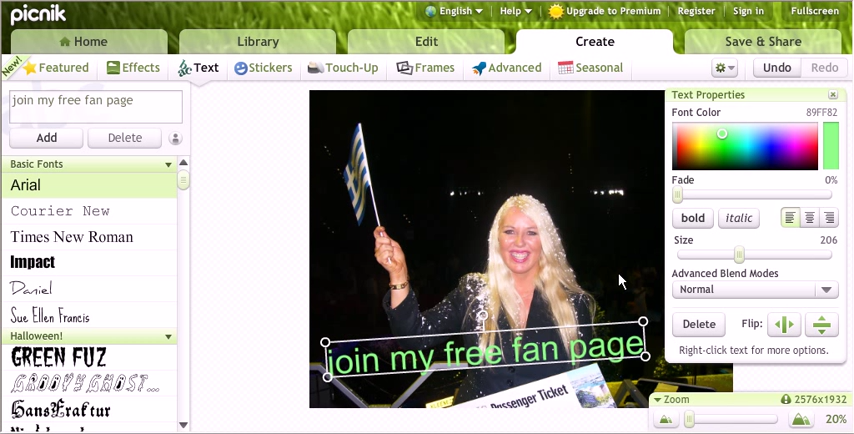 picnik
English
Help
Upgrade to Premium
Register
Sign in
Fullscreen
Home
Library
Edit
Create
Save & Share
New!
Featured
Effects
Text
Stickers
Touch-Up
Frames
Advanced
Seasonal
Undo
Redo
join my free fan page
Add
Delete
Basic Fonts
Arial
Courier New
Times New Roman
Impact
Daniel
Sue Ellen Francis
Halloween!
GREEN FUZ
GROOVY GHOST...
HansKraftur
join my free fan page
Passenger Ticket
Text Properties
Font Color
89FF82
Fade
0%
bold
italic
Size
206
Advanced Blend Modes
Normal
Delete
Flip:
Right-click text for more options.
Zoom
2576x1932
20%